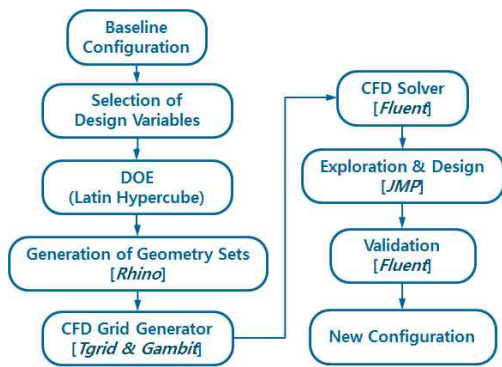 Baseline
Configuration
Selection of
Design Variables
DOE
(Latin Hypercube)
Generation of Geometry Sets
[Rhino]
CFD Grid Generator
[Tgrid & Gambit]
CFD Solver
[Fluent]
Exploration & Design
[JMP]
Validation
[Fluent]
New Configuration